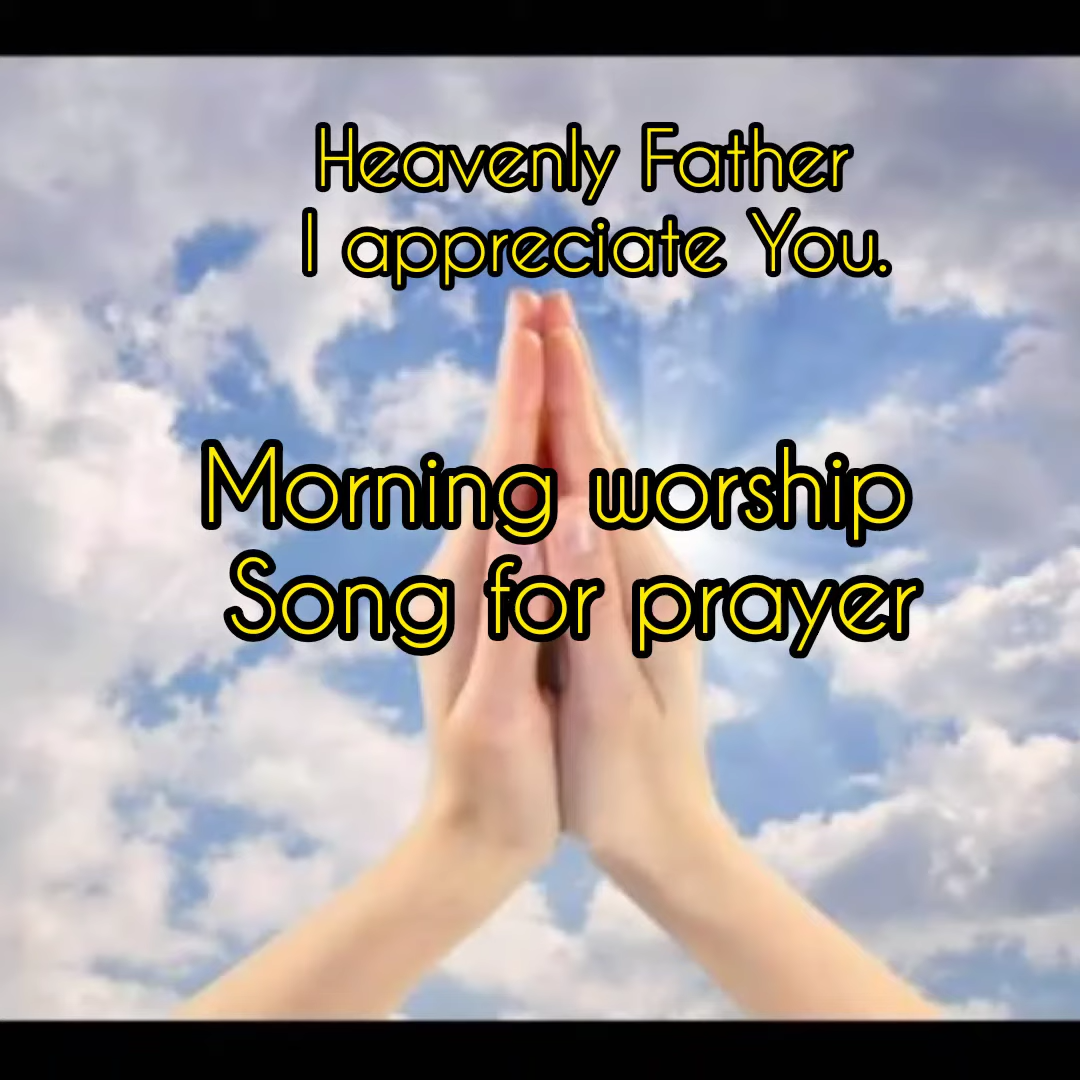 Heavenly Father
I appreciate You.
Morning worship
Song for prayer